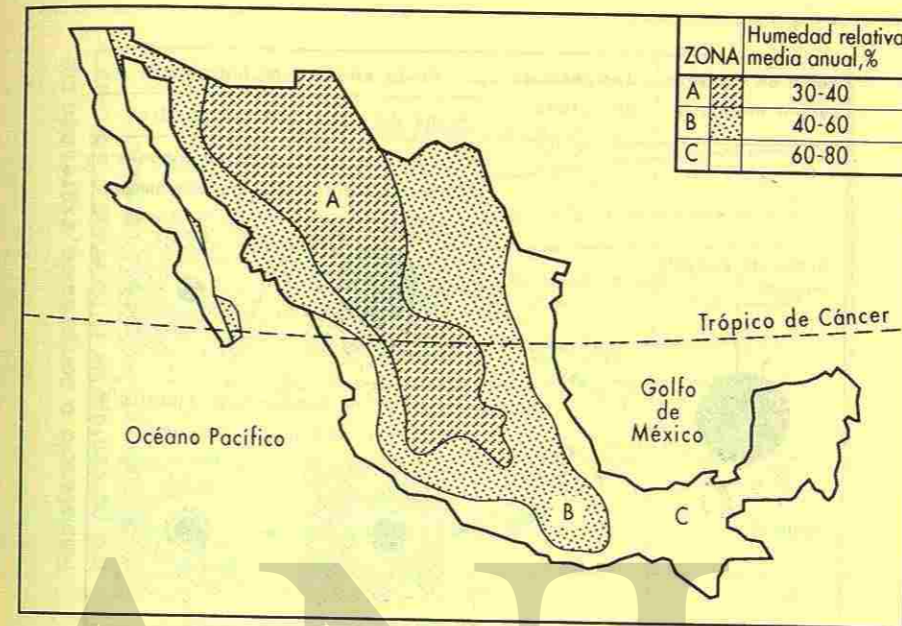 ZONA
Humedad relativa
media anual,%
A 30-40
B 40-60
C 60-80
A
Trópico de Cáncer
Golfo
de
México
Océano Pacífico
B
C